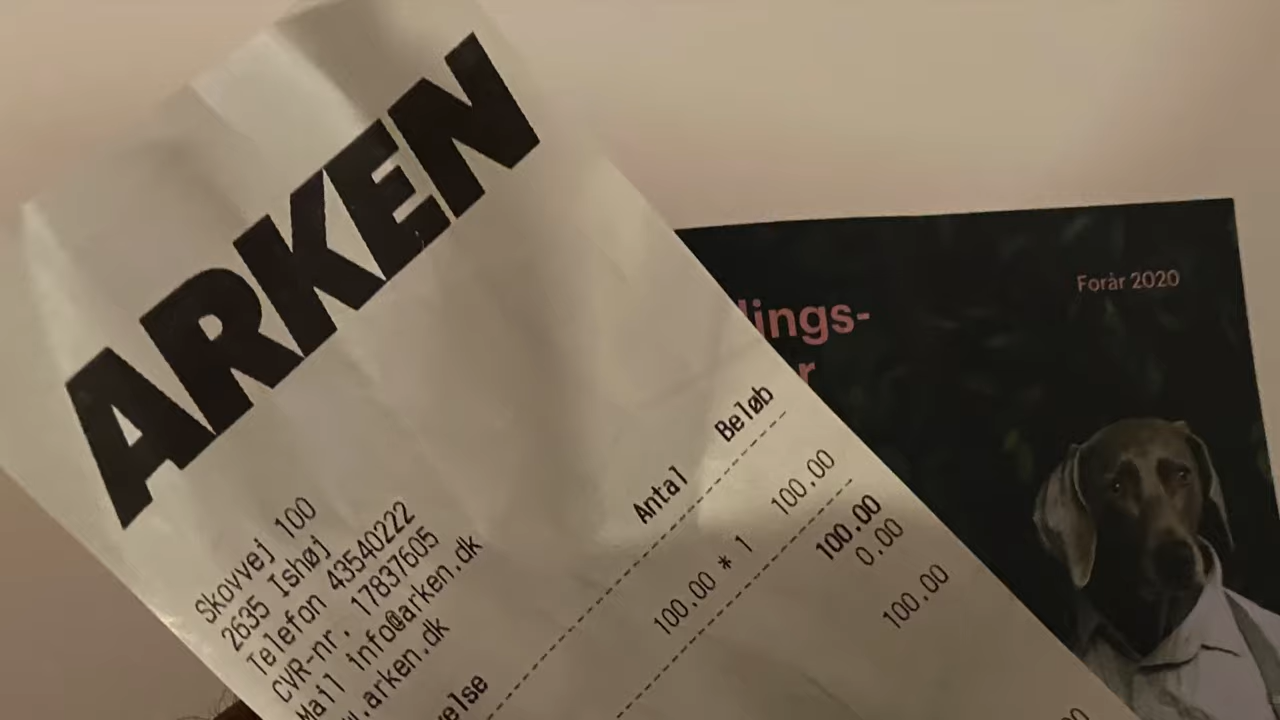 ARKEN
Skovvej 100
2635 Ishøj
Telefon 43540222
CVR-nr. 17837605
Mail info@arken.dk
.arken.dk
Antal Beløb
100.00 * 1 100.00
100.00
0.00
100.00
Forår 2020
lings-
r